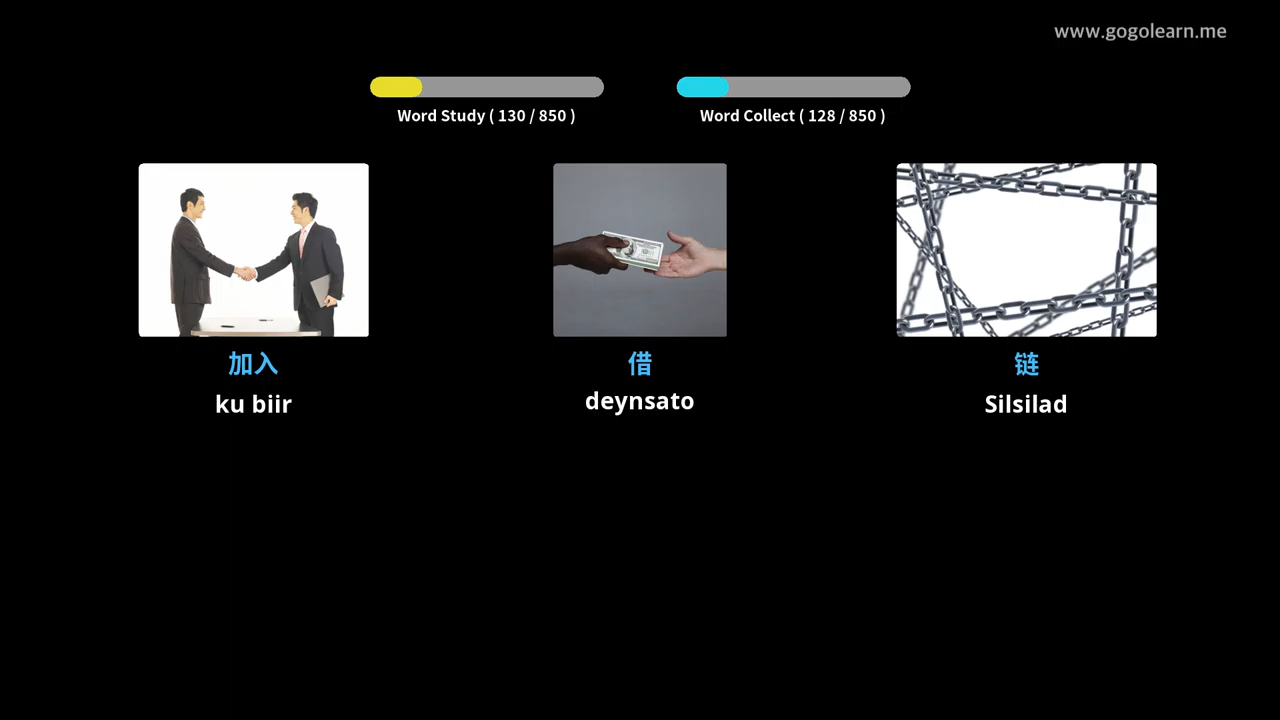 www.gogolearn.me
Word Study ( 130 / 850 )
Word Collect ( 128 / 850 )
加入
借
链
ku biir
deynsato
Silsilad